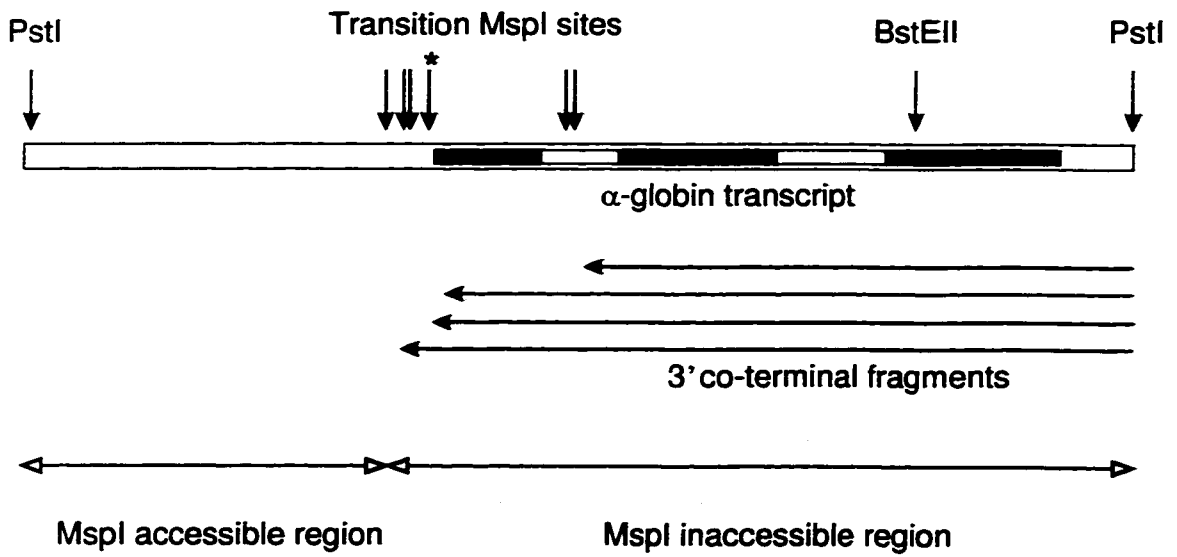 PstI
Transition MspI sites
BstEII
PstI
*
α-globin transcript
3' co-terminal fragments
MspI accessible region
MspI inaccessible region